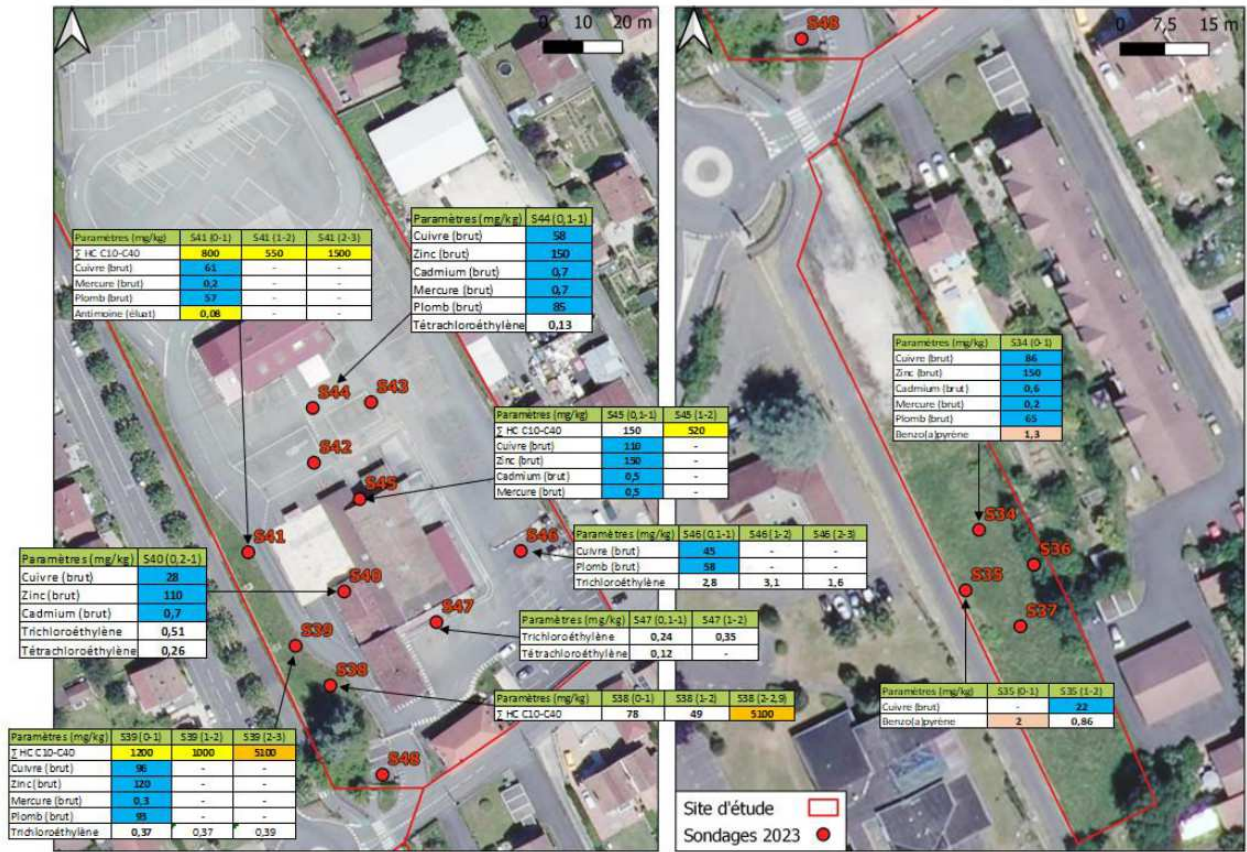 0 10 20 m
Paramètres (mg/kg) S44 (0,1-1)
Cuivre (brut) 58
Zinc (brut) 150
Cadmium (brut) 0,7
Mercure (brut) 0,7
Plomb (brut) 85
Tétrachloroéthylène 0,13
Paramètres (mg/kg) S41 (0-1) S41 (1-2) S41 (2-3)
∑ HC C10-C40 800 550 1500
Cuivre (brut) 61 - -
Mercure (brut) 0,2 - -
Plomb (brut) 57 - -
Antimoine (éluat) 0,08 - -
S44
S43
S42
S45
S41
S46
S40
S47
S39
S38
S48
Paramètres (mg/kg) S45 (0,1-1) S45 (1-2)
∑ HC C10-C40 150 520
Cuivre (brut) 110 -
Zinc (brut) 150 -
Cadmium (brut) 0,5 -
Mercure (brut) 0,5 -
Paramètres (mg/kg) S46 (0,1-1) S46 (1-2) S46 (2-3)
Cuivre (brut) 45 - -
Plomb (brut) 58 - -
Trichloroéthylène 2,8 3,1 1,6
Paramètres (mg/kg) S40 (0,2-1)
Cuivre (brut) 28
Zinc (brut) 110
Cadmium (brut) 0,7
Trichloroéthylène 0,51
Tétrachloroéthylène 0,26
Paramètres (mg/kg) S47 (0,1-1) S47 (1-2)
Trichloroéthylène 0,24 0,35
Tétrachloroéthylène 0,12 -
Paramètres (mg/kg) S38 (0-1) S38 (1-2) S38 (2-2,9)
∑ HC C10-C40 78 49 5100
Paramètres (mg/kg) S39 (0-1) S39 (1-2) S39 (2-3)
∑ HC C10-C40 1200 1000 5100
Cuivre (brut) 96 - -
Zinc (brut) 120 - -
Mercure (brut) 0,3 - -
Plomb (brut) 93 - -
Trichloroéthylène 0,37 0,37 0,39
S48
0 7,5 15 m
Paramètres (mg/kg) S34 (0-1)
Cuivre (brut) 86
Zinc (brut) 150
Cadmium (brut) 0,6
Mercure (brut) 0,2
Plomb (brut) 65
Benzo(a)pyrène 1,3
S34
S36
S35
S37
Paramètres (mg/kg) S35 (0-1) S35 (1-2)
Cuivre (brut) - 22
Benzo(a)pyrène 2 0,86
Site d'étude
Sondages 2023